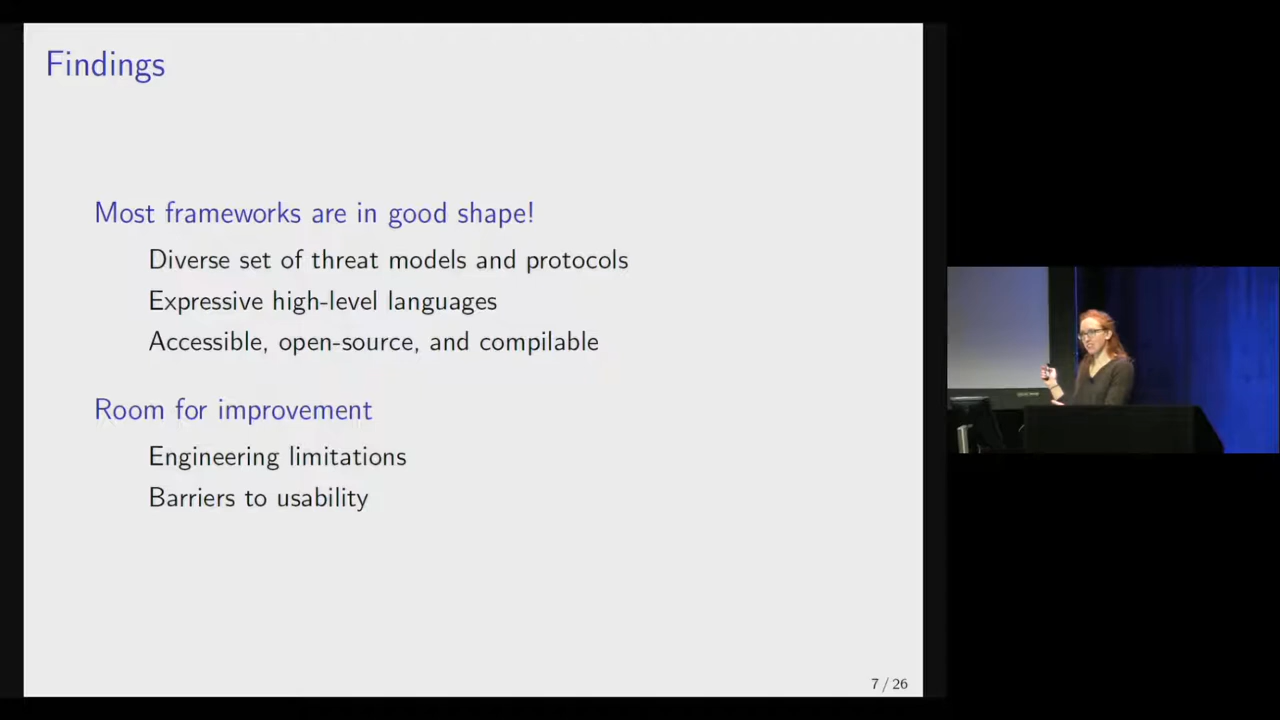 Findings
Most frameworks are in good shape!
Diverse set of threat models and protocols
Expressive high-level languages
Accessible, open-source, and compilable
Room for improvement
Engineering limitations
Barriers to usability
7 / 26